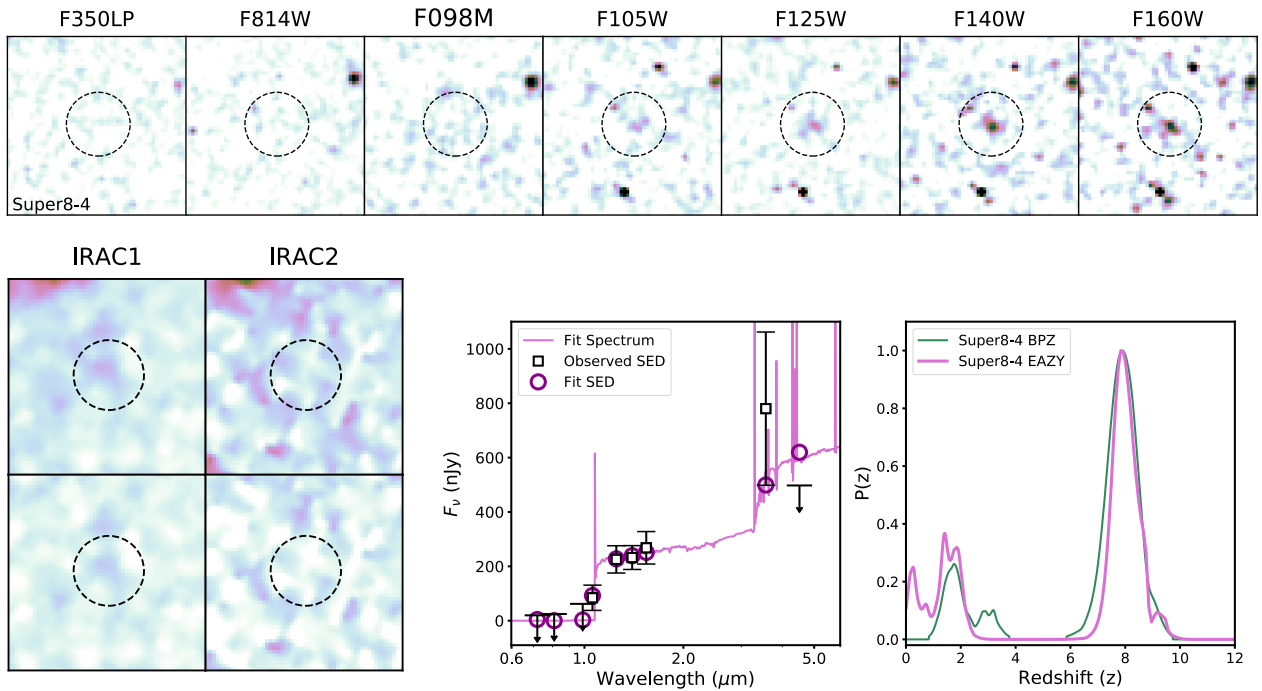 F350LP F814W F098M F105W F125W F140W F160W
Super8-4
IRAC1 IRAC2
Fit Spectrum
Observed SED
Fit SED
Super8-4 BPZ
Super8-4 EAZY
1000
800
600
400
200
0
Fν (nJy)
0.6 1.0 2.0 5.0
Wavelength (μm)
1.0
0.8
0.6
0.4
0.2
0.0
P(z)
0 2 4 6 8 10 12
Redshift (z)